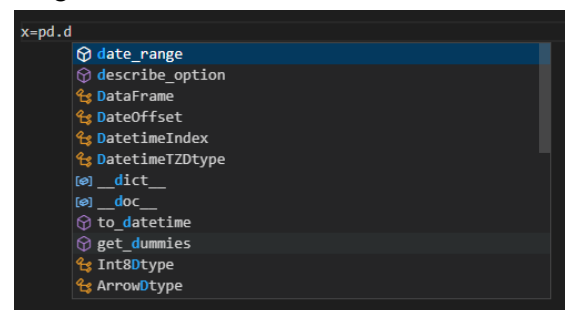 x=pd.d
date_range
describe_option
DataFrame
DateOffset
DatetimeIndex
DatetimeTZDtype
__dict__
__doc__
to_datetime
get_dummies
Int8Dtype
ArrowDtype